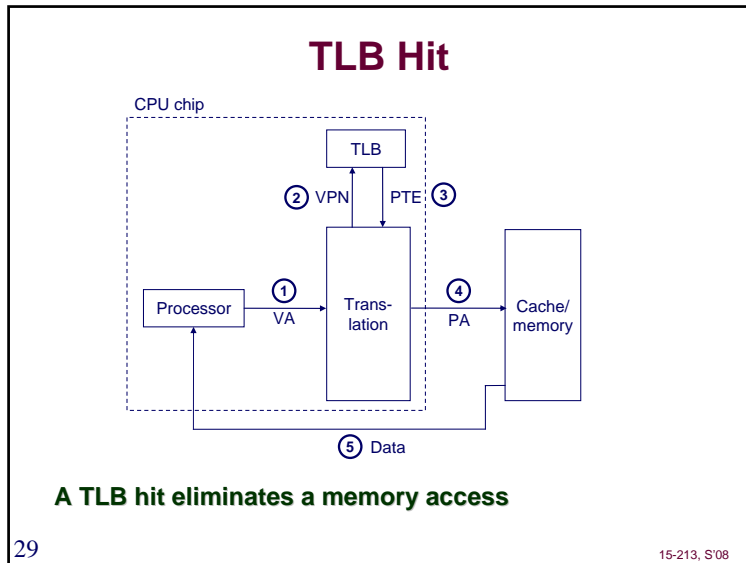 TLB Hit
CPU chip
TLB
2 VPN
PTE 3
1
4
Processor
Trans-
lation
Cache/
memory
VA
PA
5 Data
A TLB hit eliminates a memory access
29
15-213, S'08